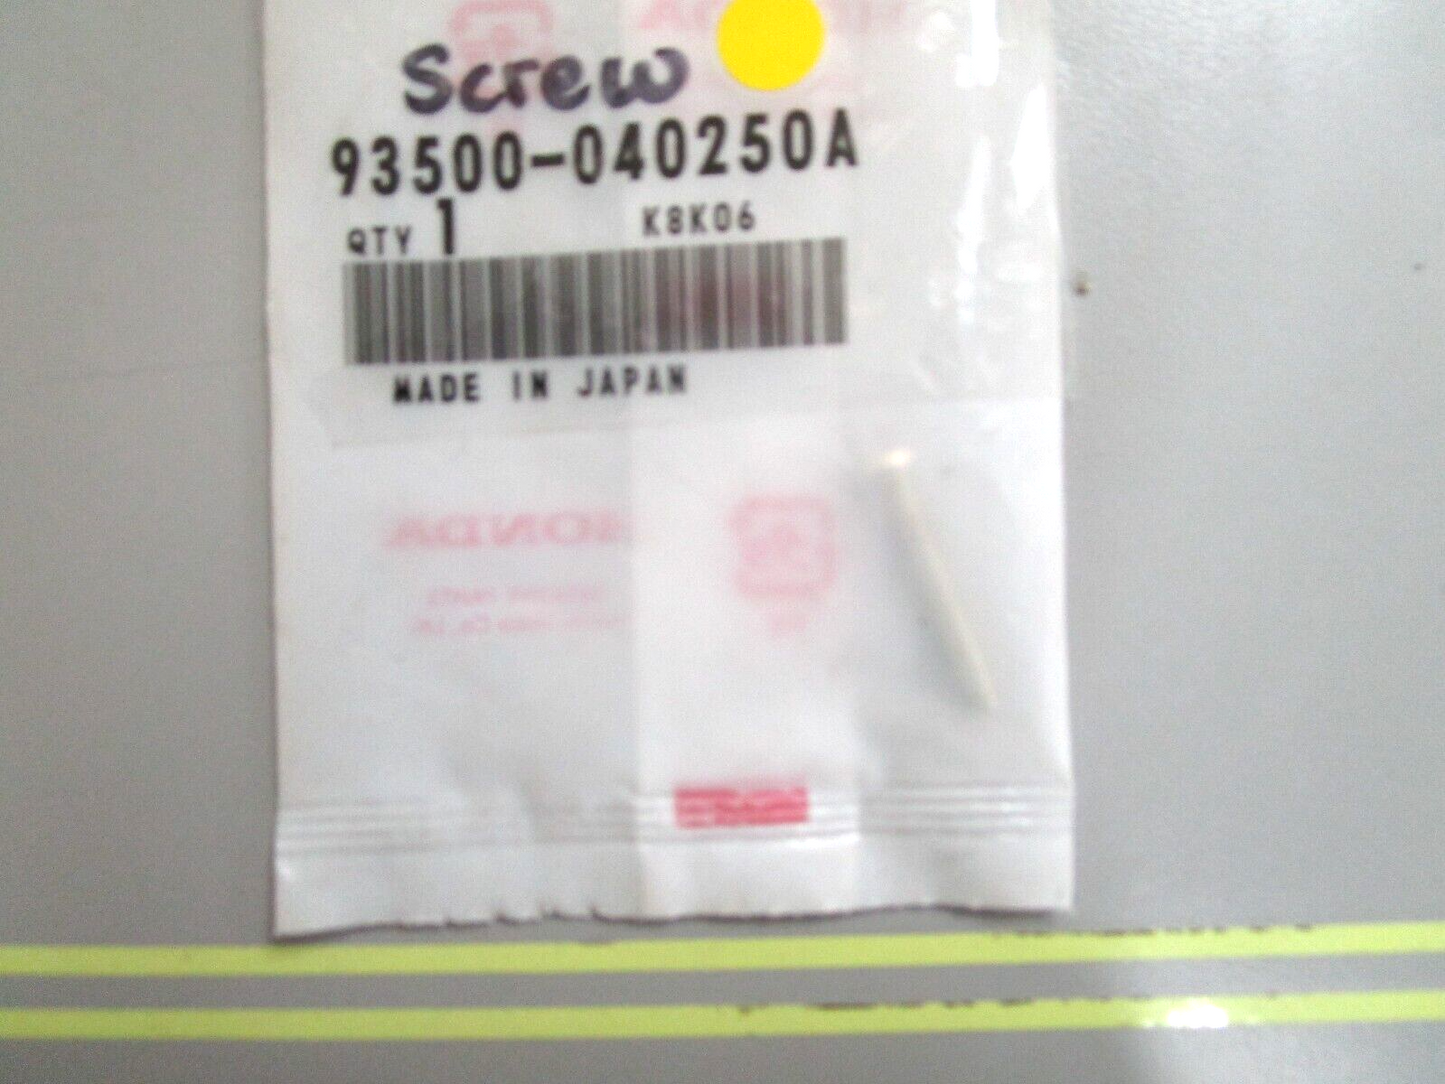 Screw
93500-040250A
QTY 1 K8K06
MADE IN JAPAN
HONDA